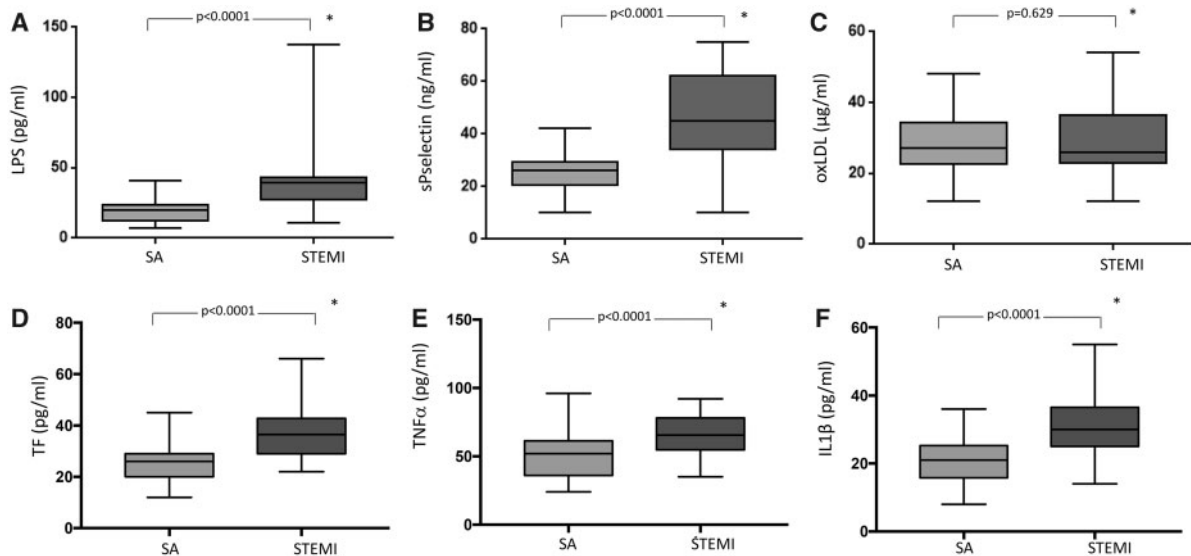 A
p<0.0001
*
LPS (pg/ml)
150
100
50
0
SA
STEMI
B
p<0.0001
*
sPselectin (ng/ml)
80
60
40
20
0
SA
STEMI
C
p=0.629
*
oxLDL (µg/ml)
60
40
20
0
SA
STEMI
D
p<0.0001
*
TF (pg/ml)
80
60
40
20
0
SA
STEMI
E
p<0.0001
*
TNFα (pg/ml)
150
100
50
0
SA
STEMI
F
p<0.0001
*
IL1β (pg/ml)
60
40
20
0
SA
STEMI